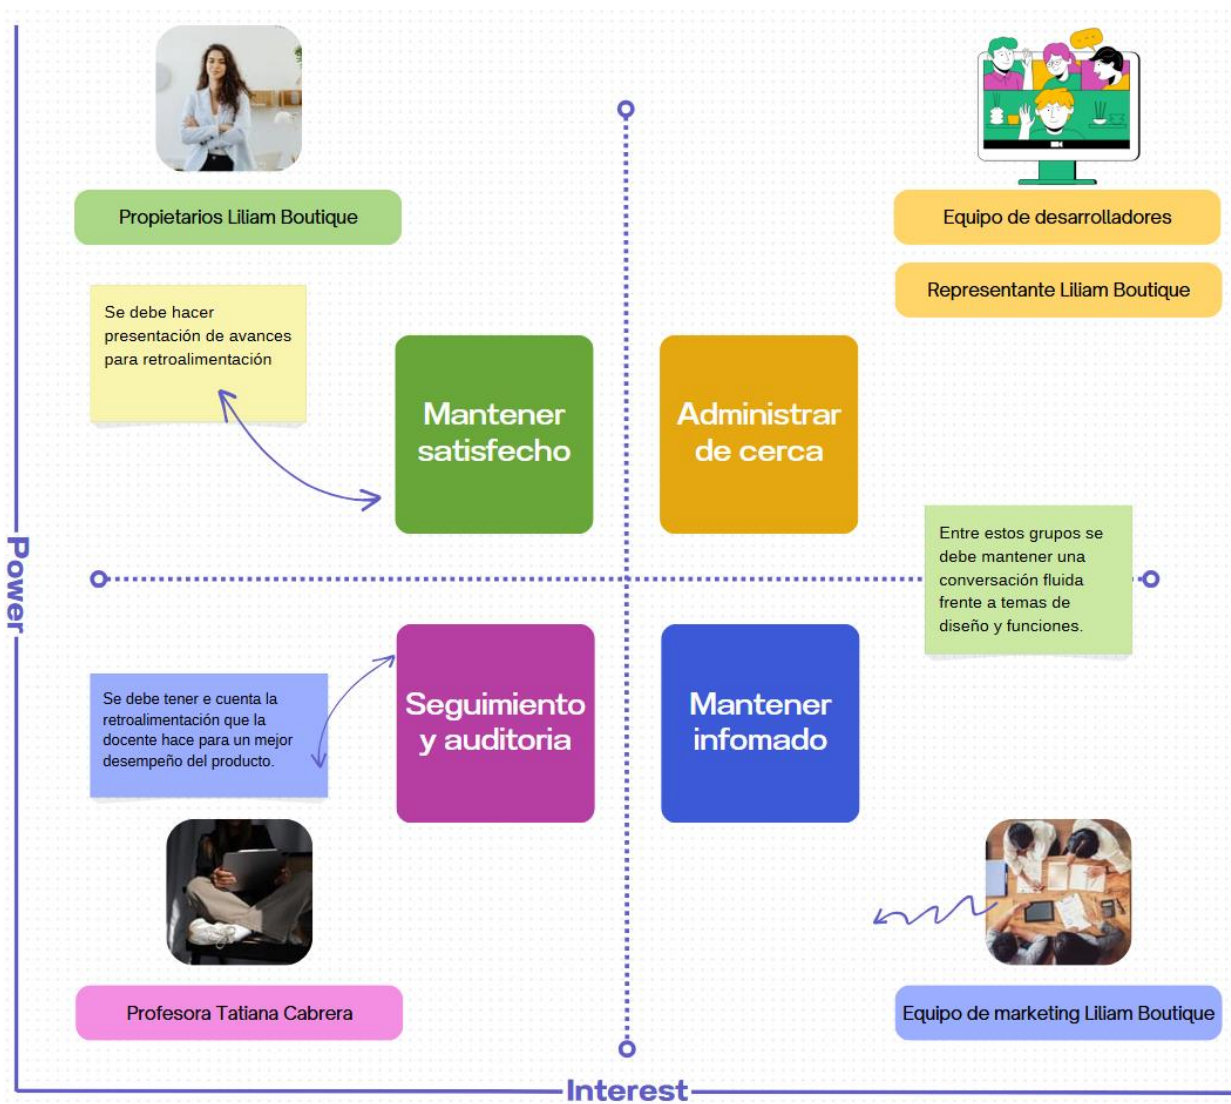 Propietarios Liliam Boutique
Equipo de desarrolladores
Representante Liliam Boutique
Se debe hacer
presentación de avances
para retroalimentación
Mantener
satisfecho
Administrar
de cerca
Entre estos grupos se
debe mantener una
conversación fluida
frente a temas de
diseño y funciones.
Power
Se debe tener e cuenta la
retroalimentación que la
docente hace para un mejor
desempeño del producto.
Seguimiento
y auditoria
Mantener
infomado
Profesora Tatiana Cabrera
Equipo de marketing Liliam Boutique
Interest